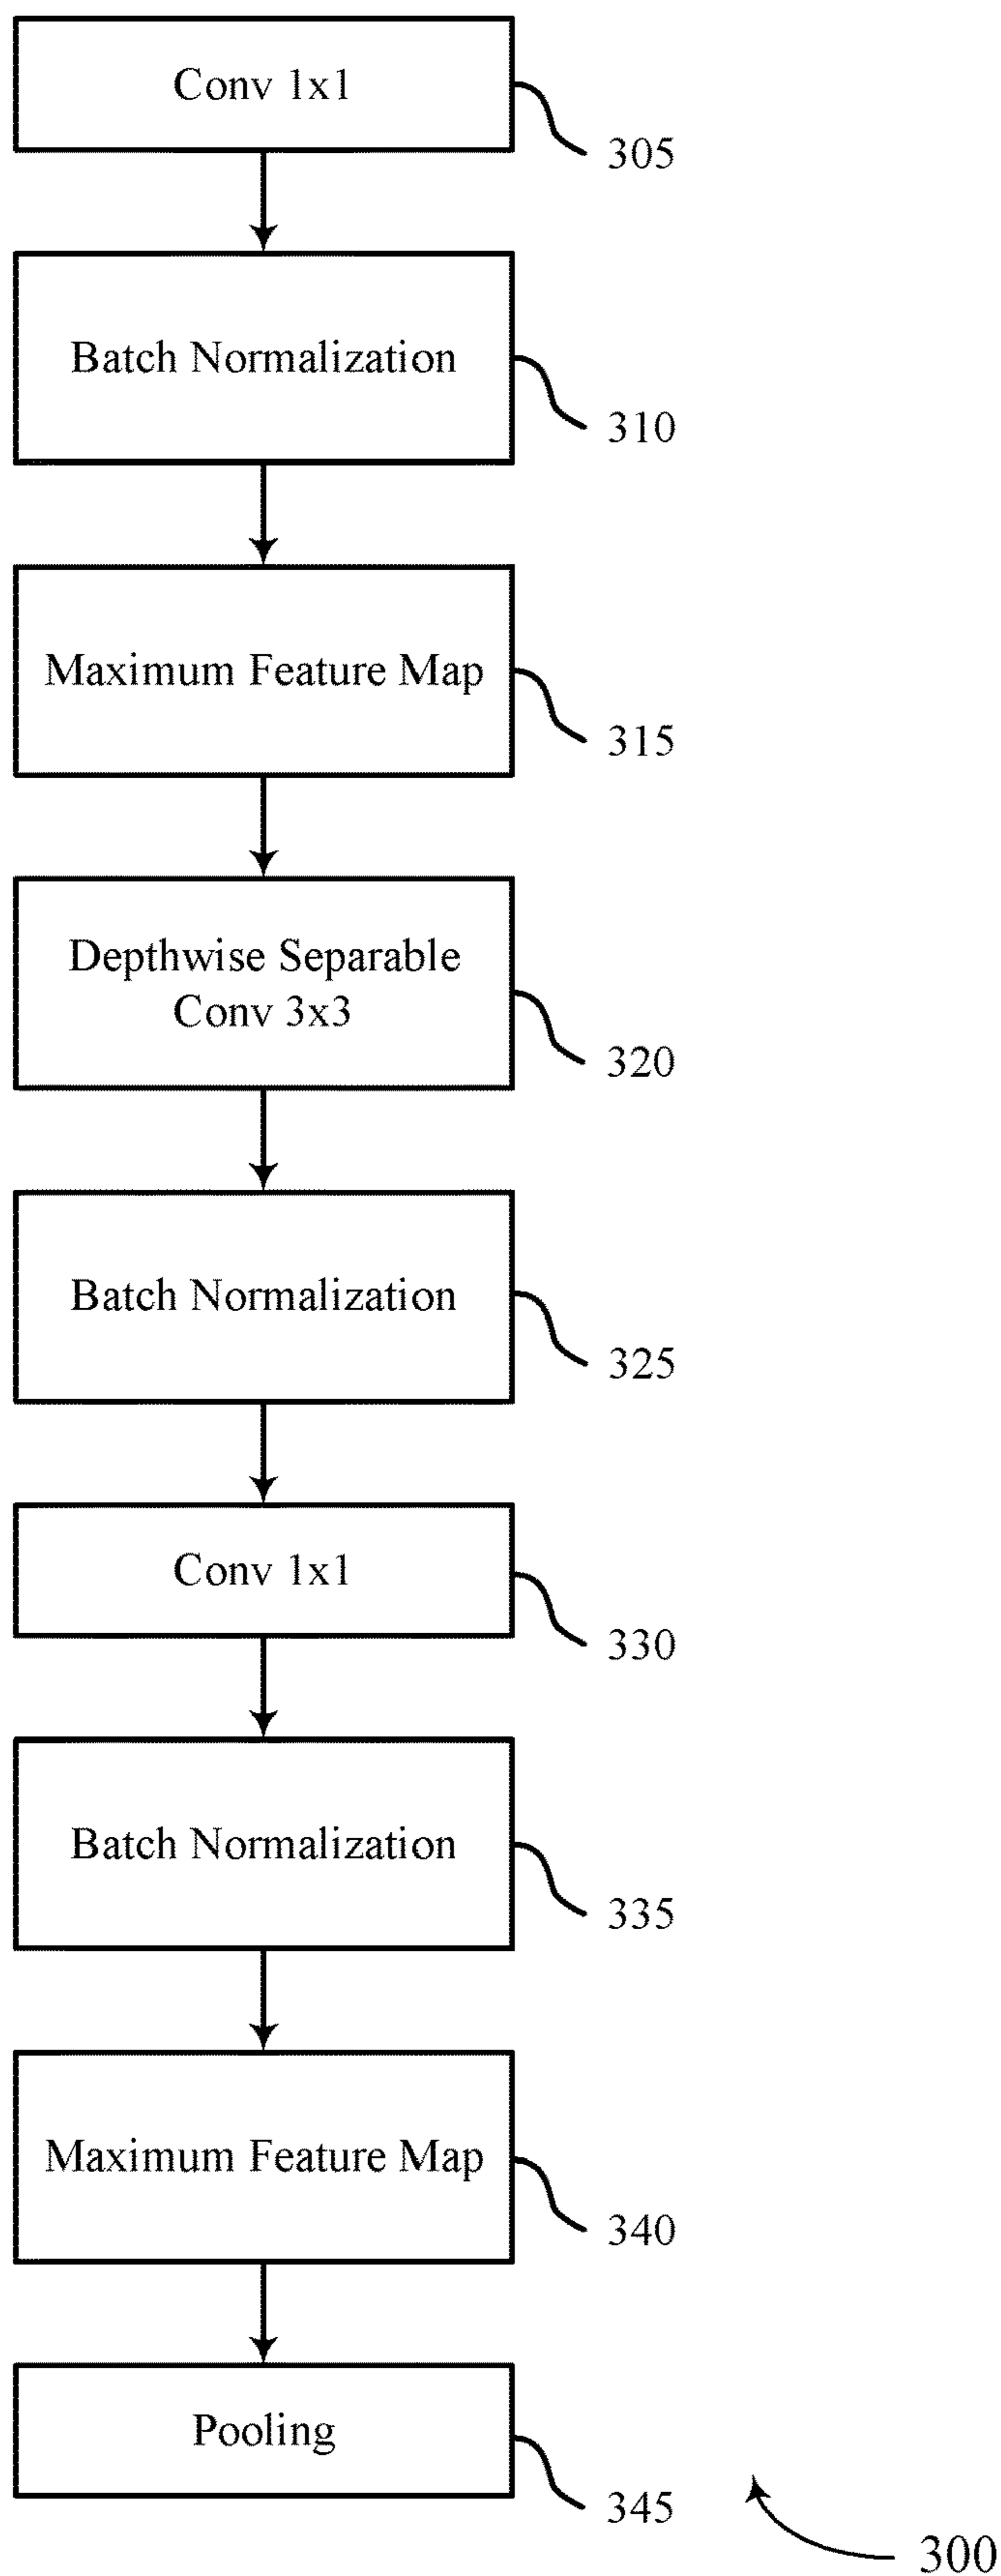 Conv 1x1
305
Batch Normalization
310
Maximum Feature Map
315
Depthwise Separable
Conv 3x3
320
Batch Normalization
325
Conv 1x1
330
Batch Normalization
335
Maximum Feature Map
340
Pooling
345
300